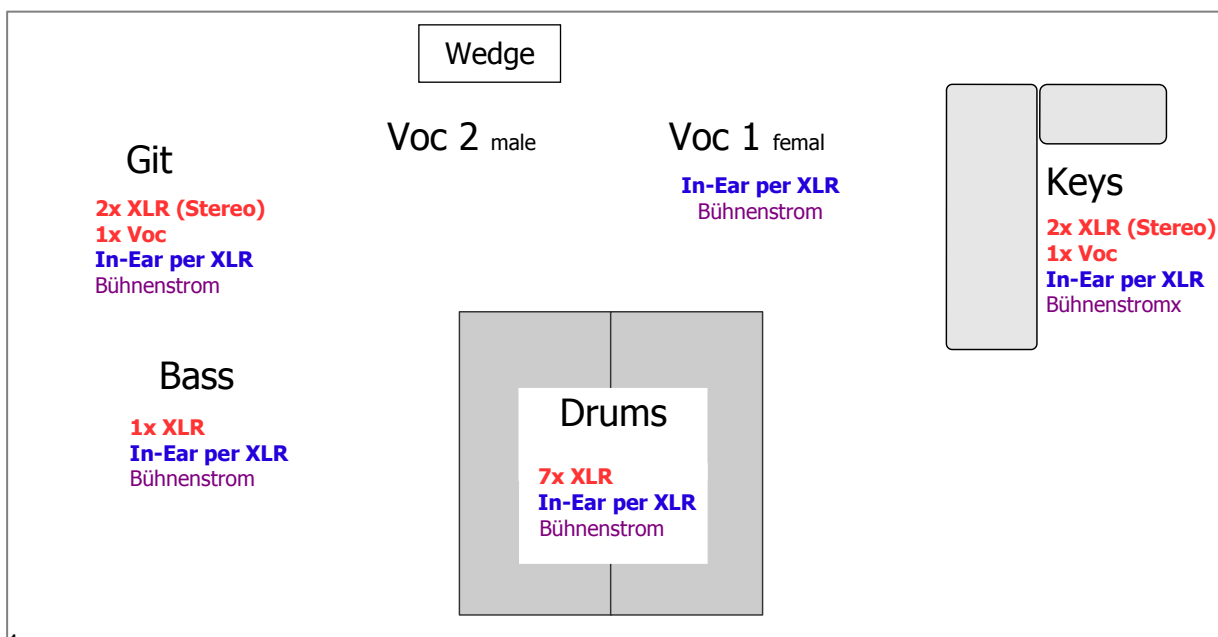 Wedge
Voc 2 male
Voc 1 femal
In-Ear per XLR
Bühnenstrom
Git
2x XLR (Stereo)
1x Voc
In-Ear per XLR
Bühnenstrom
Keys
2x XLR (Stereo)
1x Voc
In-Ear per XLR
Bühnenstromx
Bass
1x XLR
In-Ear per XLR
Bühnenstrom
Drums
7x XLR
In-Ear per XLR
Bühnenstrom